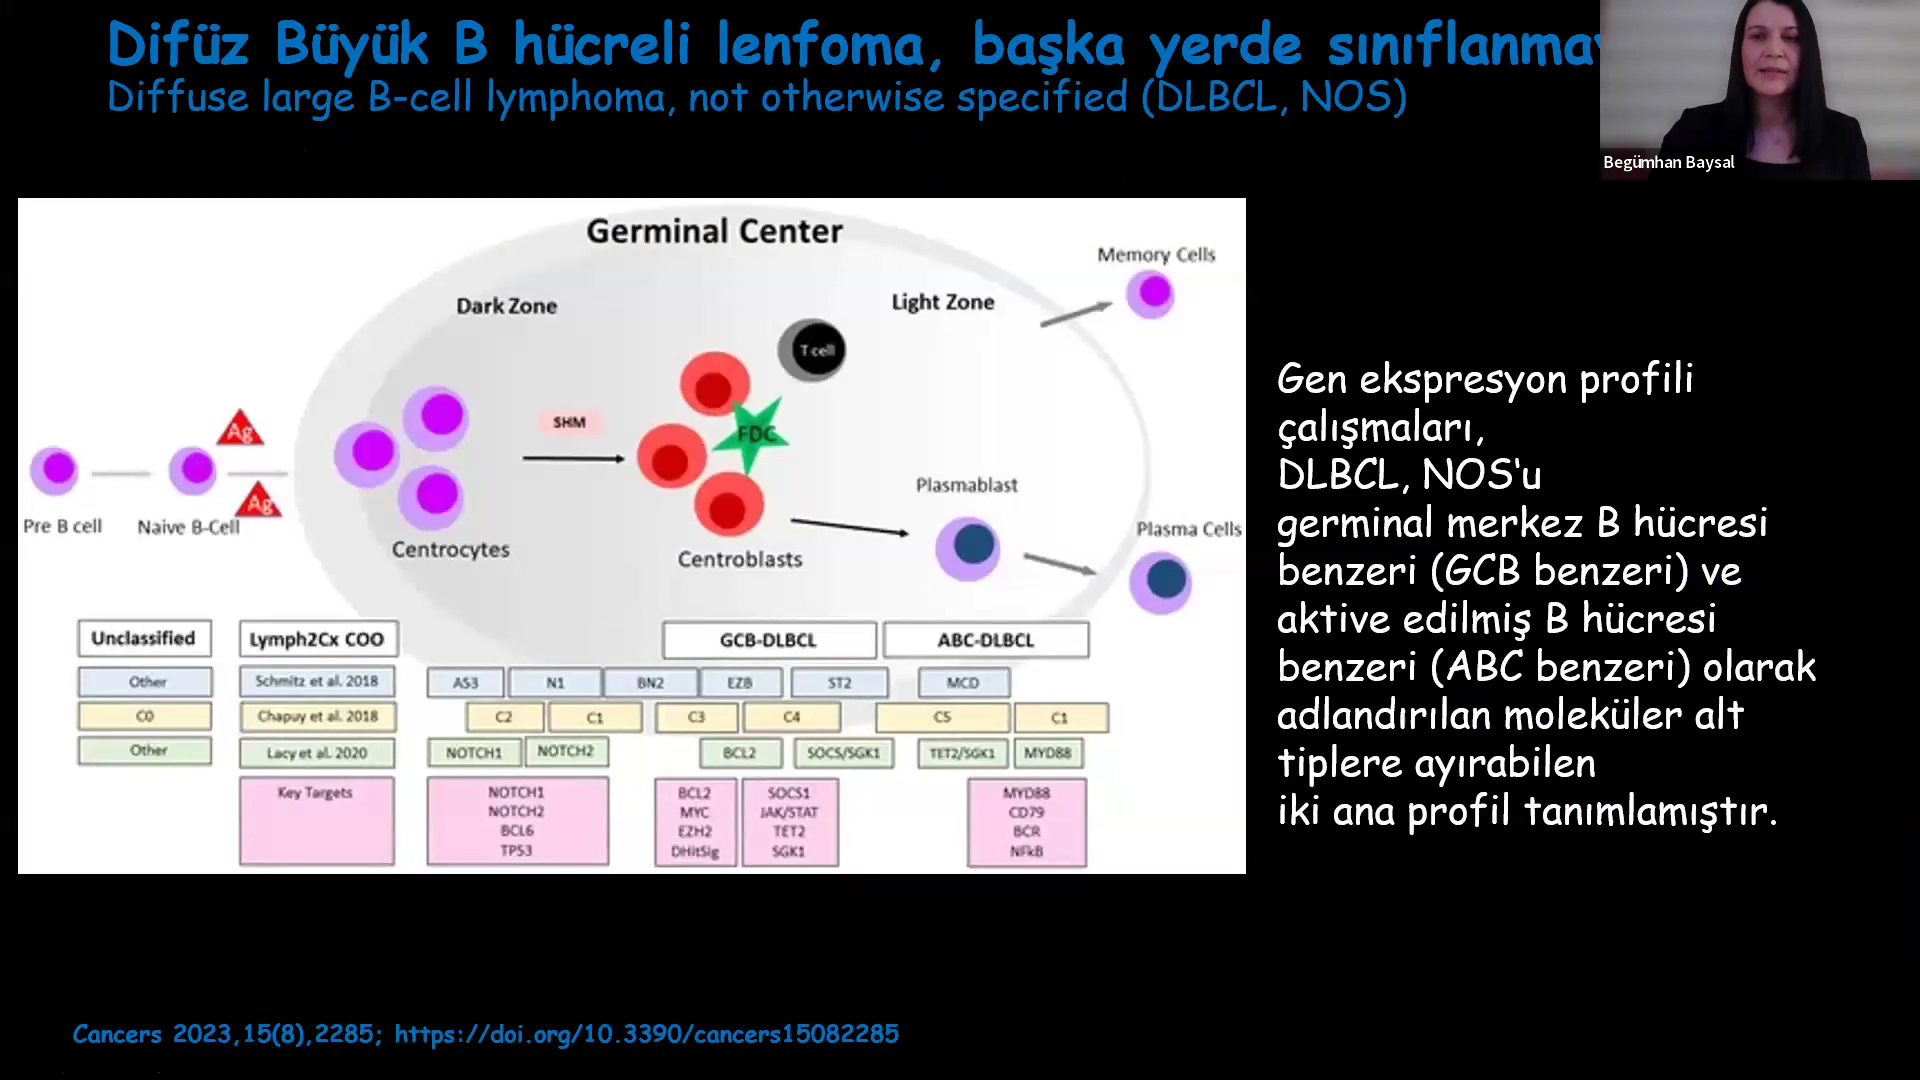 Difüz Büyük B hücreli lenfoma, başka yerde
Diffuse large B-cell lymphoma, not otherwise specified (DLBCL, NOS)
Begümhan Baysal
Germinal Center
Memory Cells
Dark Zone
Light Zone
T cell
Ag
SHM
FDC
Ag
Plasmablast
Pre B cell
Naive B-Cell
Centrocytes
Centroblasts
Plasma Cells
Unclassified
Lymph2Cx COO
GCB-DLBCL
ABC-DLBCL
Other
Schmitz et al. 2018
A53
N1
BN2
EZB
ST2
MCD
C0
Chapuy et al. 2018
C2
C1
C3
C4
C5
C1
Other
Lacy et al. 2020
NOTCH1
NOTCH2
BCL2
SOCS/SGK1
TET2/SGK1
MYD88
Key Targets
NOTCH1
NOTCH2
BCL6
TP53
BCL2
MYC
EZH2
DHitSig
SOCS1
JAK/STAT
TET2
SGK1
MYD88
CD79
BCR
NFkB
Gen ekspresyon profili
çalışmaları,
DLBCL, NOS‘u
germinal merkez B hücresi
benzeri (GCB benzeri) ve
aktive edilmiş B hücresi
benzeri (ABC benzeri) olarak
adlandırılan moleküler alt
tiplere ayırabilen
iki ana profil tanımlamıştır.
Cancers 2023,15(8),2285; https://doi.org/10.3390/cancers15082285